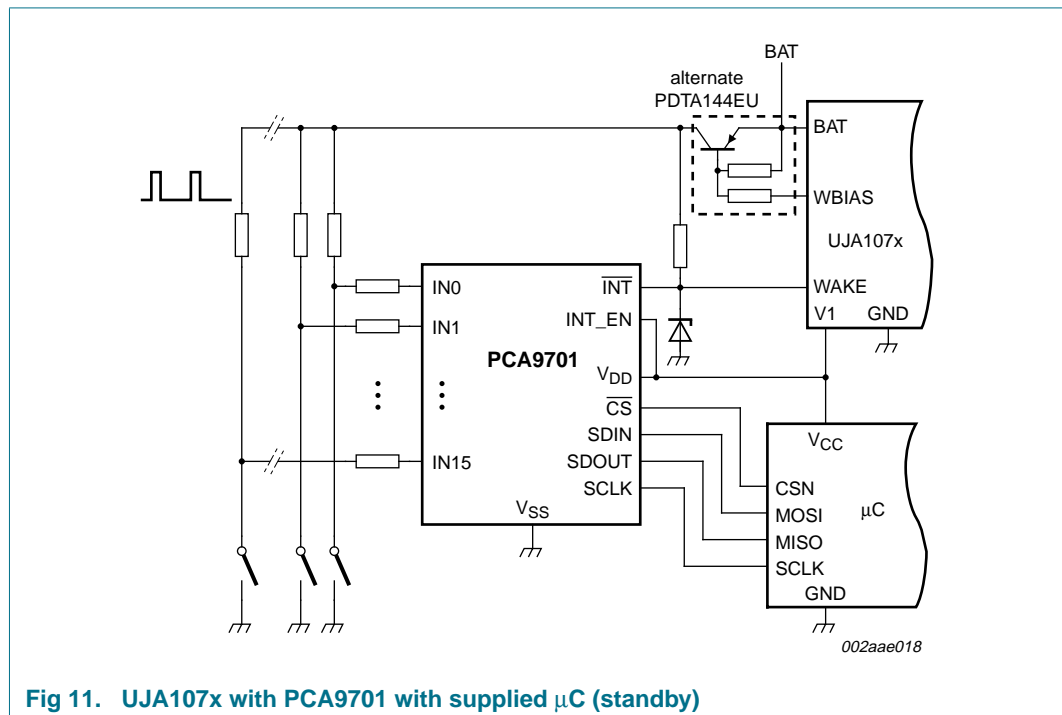 BAT
alternate
PDTA144EU
BAT
WBIAS
UJA107x
IN0
INT
WAKE
V1
GND
IN1
INT_EN
PCA9701
VDD
CS
VCC
SDIN
IN15
SDOUT
SCLK
VSS
CSN
MOSI
μC
MISO
SCLK
GND
002aae018
Fig 11. UJA107x with PCA9701 with supplied μC (standby)